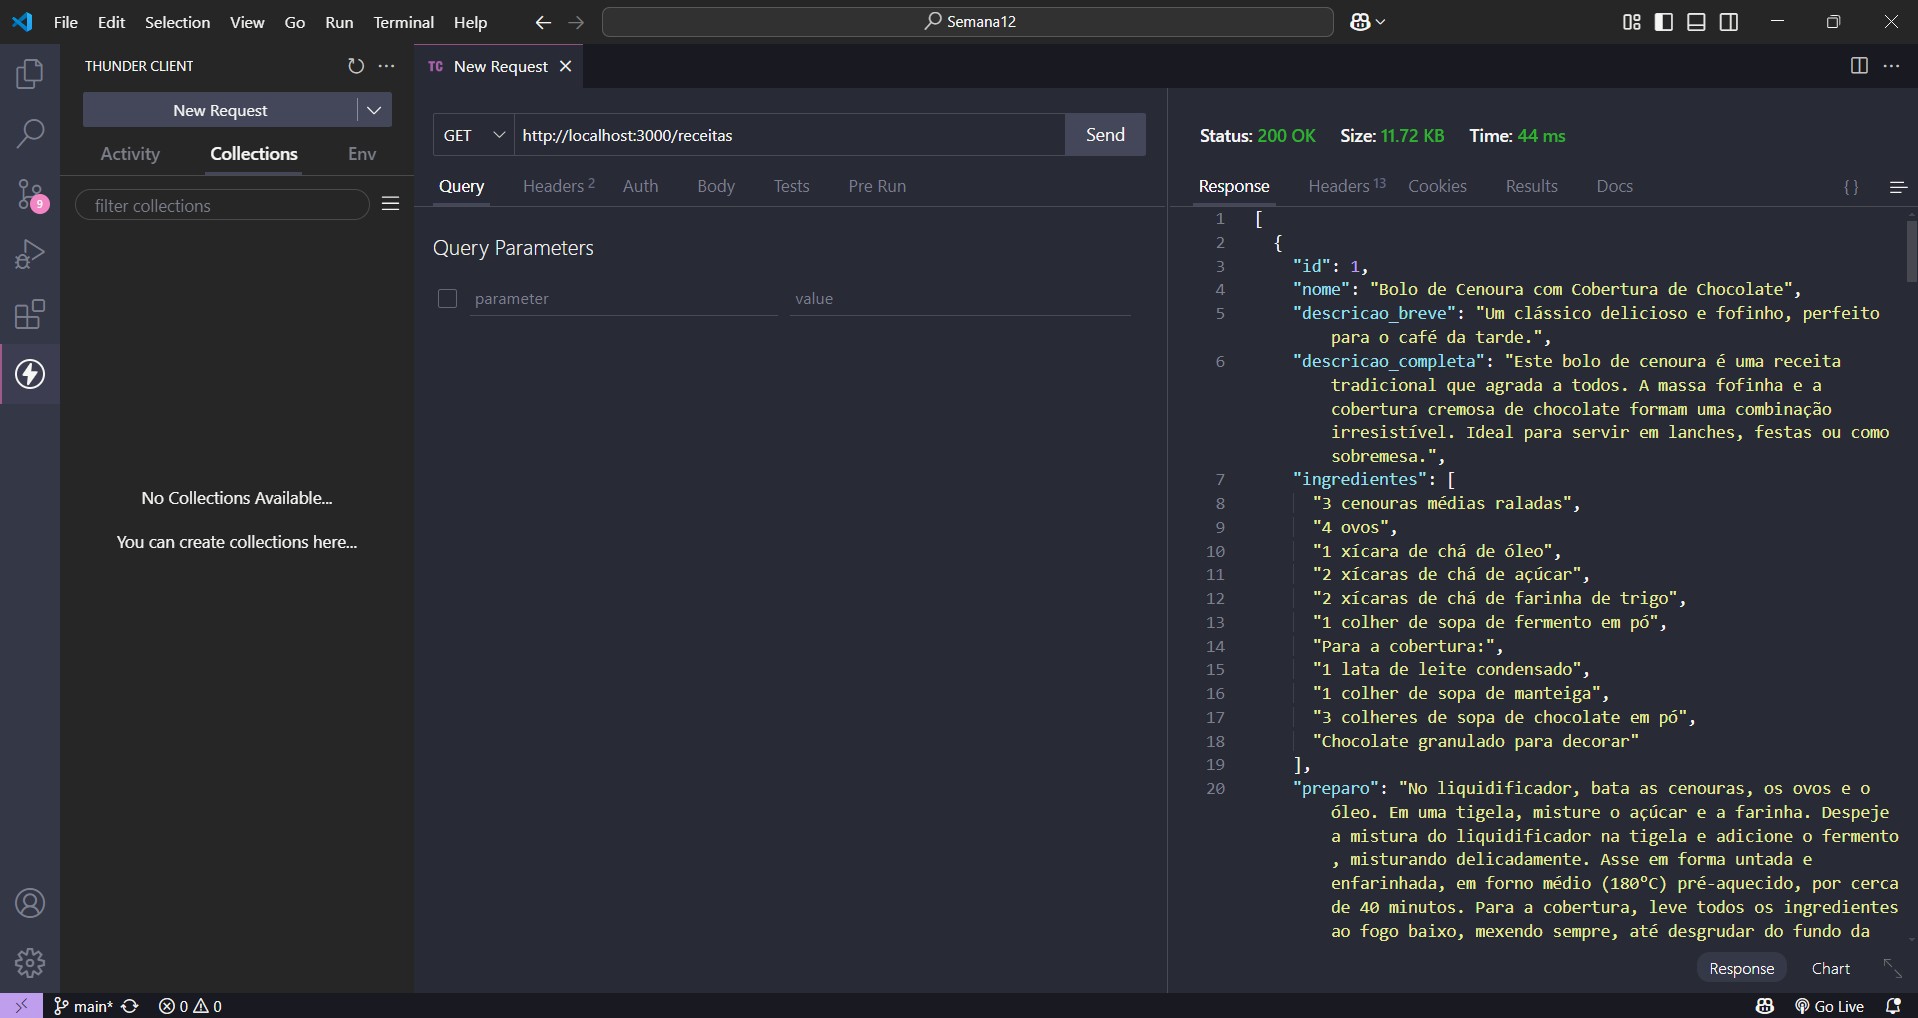 File Edit Selection View Go Run Terminal Help
Semana12
THUNDER CLIENT
New Request
Activity Collections Env
filter collections
No Collections Available...
You can create collections here...
9
TC New Request
GET http://localhost:3000/receitas Send
Query Headers 2 Auth Body Tests Pre Run
Query Parameters
parameter value
Status: 200 OK Size: 11.72 KB Time: 44 ms
Response Headers 13 Cookies Results Docs { }
1 [
2 {
3 "id": 1,
4 "nome": "Bolo de Cenoura com Cobertura de Chocolate",
5 "descricao_breve": "Um clássico delicioso e fofinho, perfeito
para o café da tarde.",
6 "descricao_completa": "Este bolo de cenoura é uma receita
tradicional que agrada a todos. A massa fofinha e a
cobertura cremosa de chocolate formam uma combinação
irresistível. Ideal para servir em lanches, festas ou como
sobremesa.",
7 "ingredientes": [
8 "3 cenouras médias raladas",
9 "4 ovos",
10 "1 xícara de chá de óleo",
11 "2 xícaras de chá de açúcar",
12 "2 xícaras de chá de farinha de trigo",
13 "1 colher de sopa de fermento em pó",
14 "Para a cobertura:",
15 "1 lata de leite condensado",
16 "1 colher de sopa de manteiga",
17 "3 colheres de sopa de chocolate em pó",
18 "Chocolate granulado para decorar"
19 ],
20 "preparo": "No liquidificador, bata as cenouras, os ovos e o
óleo. Em uma tigela, misture o açúcar e a farinha. Despeje
a mistura do liquidificador na tigela e adicione o fermento
, misturando delicadamente. Asse em forma untada e
enfarinhada, em forno médio (180ºC) pré-aquecido, por cerca
de 40 minutos. Para a cobertura, leve todos os ingredientes
ao fogo baixo, mexendo sempre, até desgrudar do fundo da
Response Chart
main* 0 0 Go Live